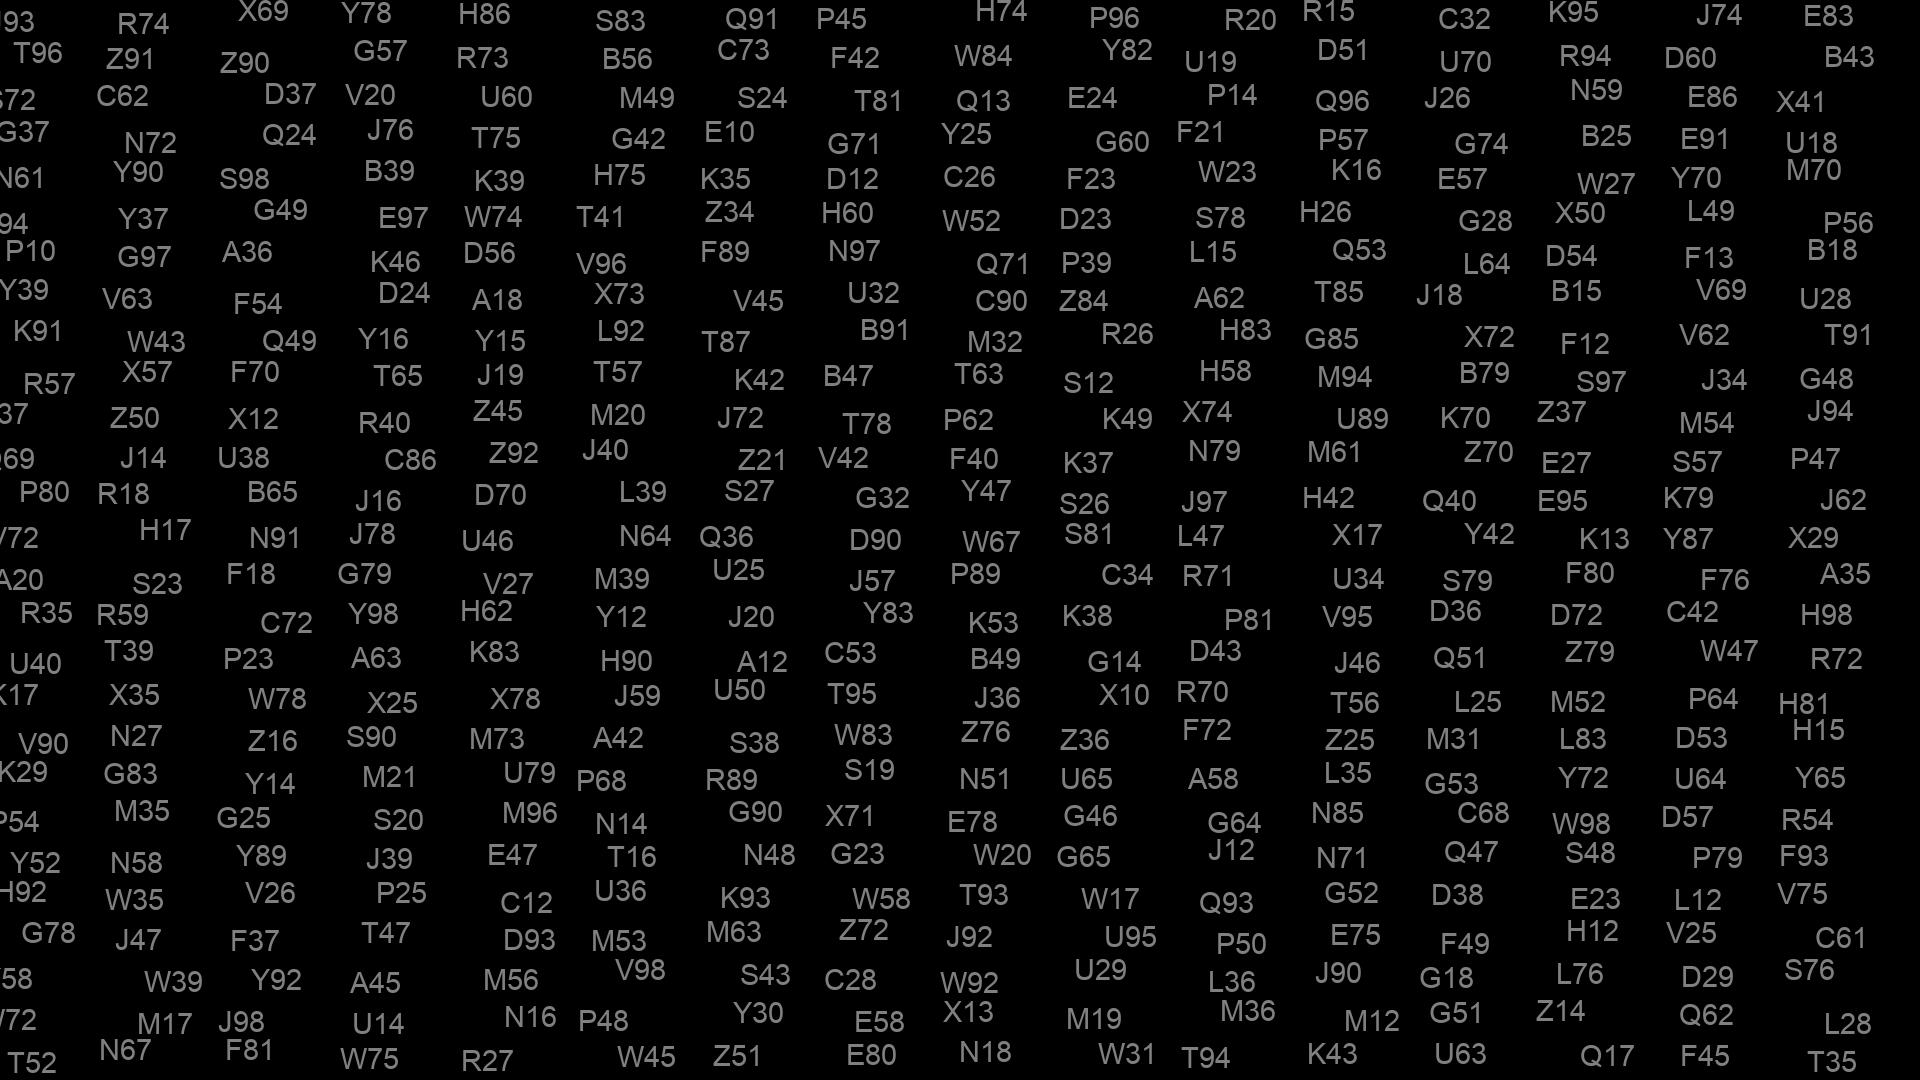 R74 X69 Y78 H86 S83 Q91 P45 H74 P96 R20 R15 C32 K95 J74 E83
T96 Z91 Z90 G57 R73 B56 C73 F42 W84 Y82 U19 D51 U70 R94 D60 B43
C62 D37 V20 U60 M49 S24 T81 Q13 E24 P14 Q96 J26 N59 E86 X41
G37 N72 Q24 J76 T75 G42 E10 G71 Y25 G60 F21 P57 G74 B25 E91 U18
N61 Y90 S98 B39 K39 H75 K35 D12 C26 F23 W23 K16 E57 W27 Y70 M70
Y37 G49 E97 W74 T41 Z34 H60 W52 D23 S78 H26 G28 X50 L49 P56
P10 G97 A36 K46 D56 V96 F89 N97 Q71 P39 L15 Q53 L64 D54 F13 B18
Y39 V63 F54 D24 A18 X73 V45 U32 C90 Z84 A62 T85 J18 B15 V69 U28
K91 W43 Q49 Y16 Y15 L92 T87 B91 M32 R26 H83 G85 X72 F12 V62 T91
R57 X57 F70 T65 J19 T57 K42 B47 T63 S12 H58 M94 B79 S97 J34 G48
Z50 X12 R40 Z45 M20 J72 T78 P62 K49 X74 U89 K70 Z37 M54 J94
J14 U38 C86 Z92 J40 Z21 V42 F40 K37 N79 M61 Z70 E27 S57 P47
P80 R18 B65 J16 D70 L39 S27 G32 Y47 S26 J97 H42 Q40 E95 K79 J62
H17 N91 J78 U46 N64 Q36 D90 W67 S81 L47 X17 Y42 K13 Y87 X29
A20 S23 F18 G79 V27 M39 U25 J57 P89 C34 R71 U34 S79 F80 F76 A35
R35 R59 C72 Y98 H62 Y12 J20 Y83 K53 K38 P81 V95 D36 D72 C42 H98
U40 T39 P23 A63 K83 H90 A12 C53 B49 G14 D43 J46 Q51 Z79 W47 R72
K17 X35 W78 X25 X78 J59 U50 T95 J36 X10 R70 T56 L25 M52 P64 H81
V90 N27 Z16 S90 M73 A42 S38 W83 Z76 Z36 F72 Z25 M31 L83 D53 H15
K29 G83 Y14 M21 U79 P68 R89 S19 N51 U65 A58 L35 G53 Y72 U64 Y65
P54 M35 G25 S20 M96 N14 G90 X71 E78 G46 G64 N85 C68 W98 D57 R54
Y52 N58 Y89 J39 E47 T16 N48 G23 W20 G65 J12 N71 Q47 S48 P79 F93
H92 W35 V26 P25 C12 U36 K93 W58 T93 W17 Q93 G52 D38 E23 L12 V75
G78 J47 F37 T47 D93 M53 M63 Z72 J92 U95 P50 E75 F49 H12 V25 C61
W39 Y92 A45 M56 V98 S43 C28 W92 U29 L36 J90 G18 L76 D29 S76
M17 J98 U14 N16 P48 Y30 E58 X13 M19 M36 M12 G51 Z14 Q62 L28
T52 N67 F81 W75 R27 W45 Z51 E80 N18 W31 T94 K43 U63 Q17 F45 T35